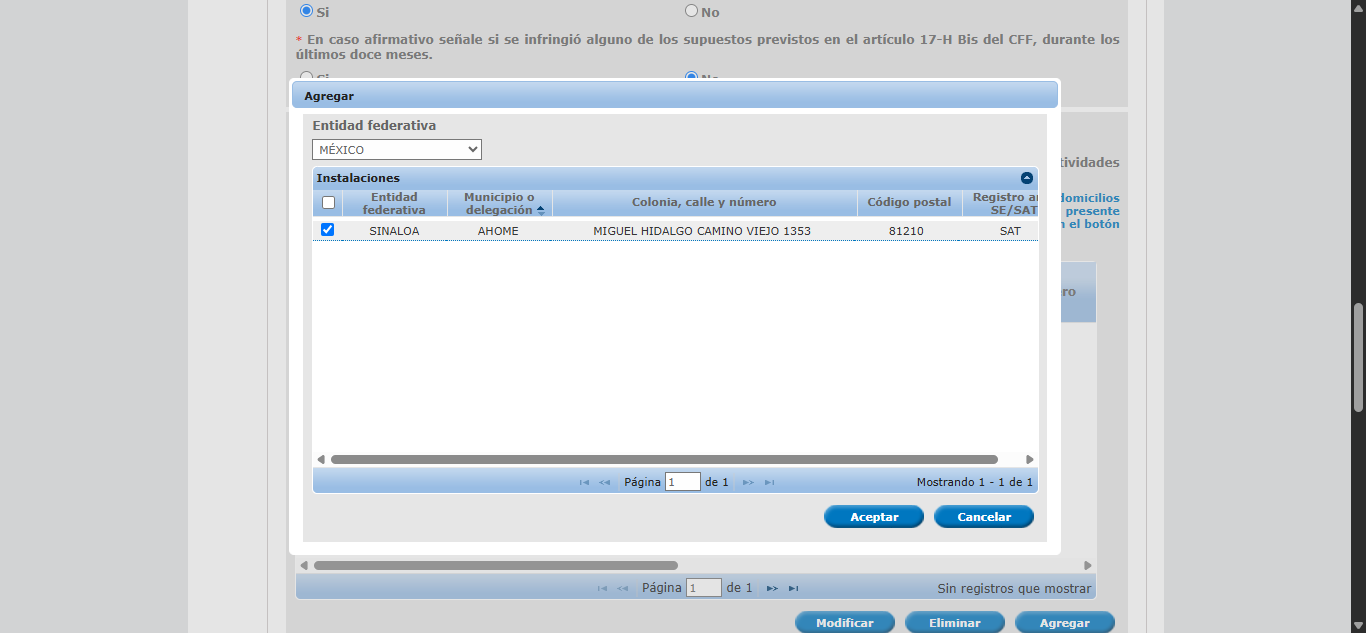 Si
No
* En caso afirmativo señale si se infringió alguno de los supuestos previstos en el artículo 17-H Bis del CFF, durante los
últimos doce meses.
Agregar
Entidad federativa
MÉXICO
tividades
Instalaciones
Entidad federativa
Municipio o delegación
Colonia, calle y número
Código postal
Registro an
SE/SAT
domicilios
presente
el botón
SINALOA
AHOME
MIGUEL HIDALGO CAMINO VIEJO 1353
81210
SAT
ro
Página 1 de 1
Mostrando 1 - 1 de 1
Aceptar
Cancelar
Página 1 de 1
Sin registros que mostrar
Modificar
Eliminar
Agregar